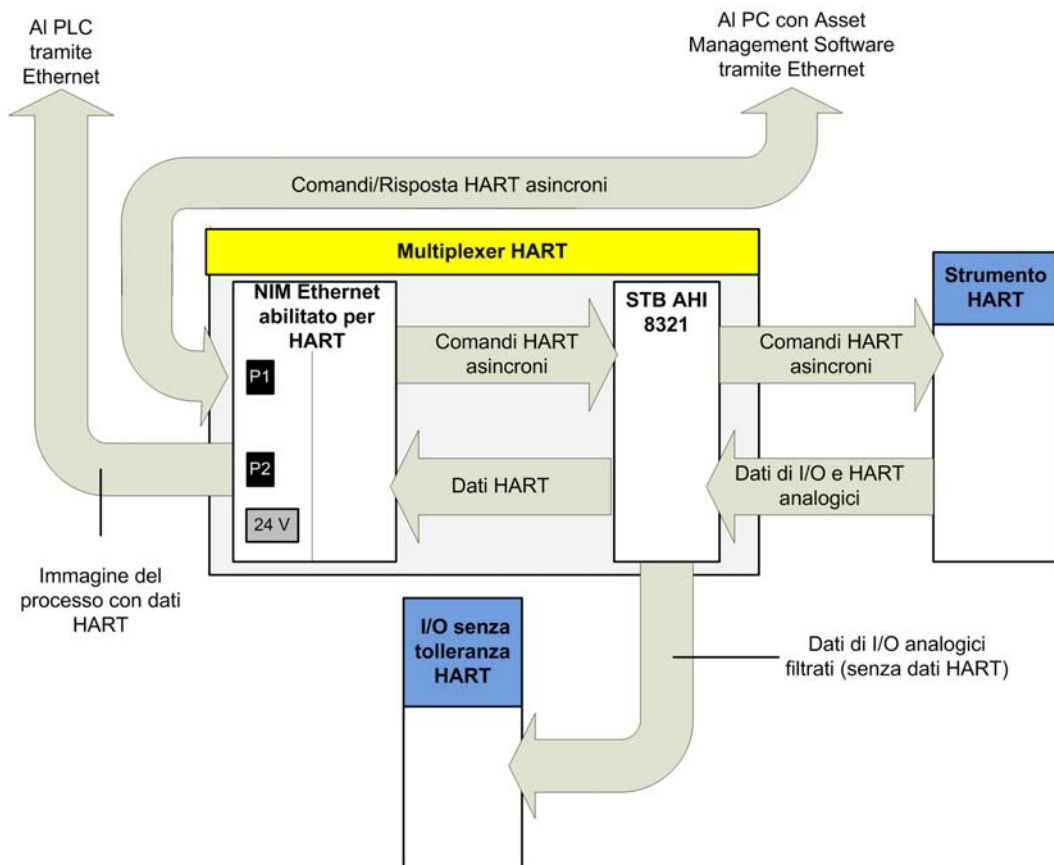 Al PLC
tramite
Ethernet
Al PC con Asset
Management Software
tramite Ethernet
Comandi/Risposta HART asincroni
Multiplexer HART
NIM Ethernet
abilitato per
HART
STB AHI
8321
Strumento
HART
Comandi HART
asincroni
Comandi HART
asincroni
P1
P2
24 V
Dati HART
Dati di I/O e HART
analogici
Immagine del
processo con dati
HART
I/O senza
tolleranza
HART
Dati di I/O analogici
filtrati (senza dati HART)